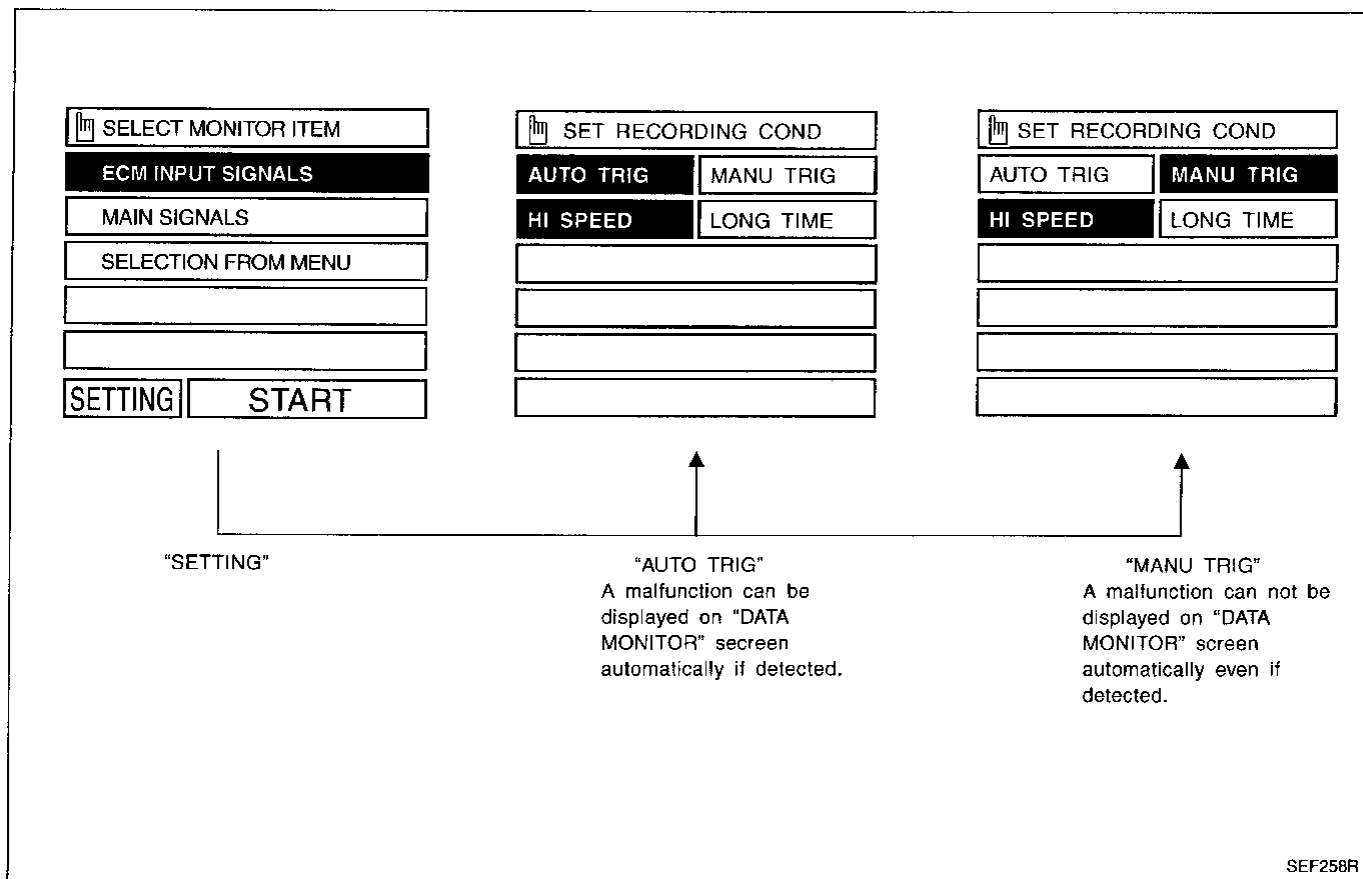 SELECT MONITOR ITEM
ECM INPUT SIGNALS
MAIN SIGNALS
SELECTION FROM MENU
SETTING
START
SET RECORDING COND
AUTO TRIG
MANU TRIG
HI SPEED
LONG TIME
SET RECORDING COND
AUTO TRIG
MANU TRIG
HI SPEED
LONG TIME
"SETTING"
"AUTO TRIG"
A malfunction can be
displayed on "DATA
MONITOR" secreen
automatically if detected.
"MANU TRIG"
A malfunction can not be
displayed on "DATA
MONITOR" screen
automatically even if
detected.
SEF258R